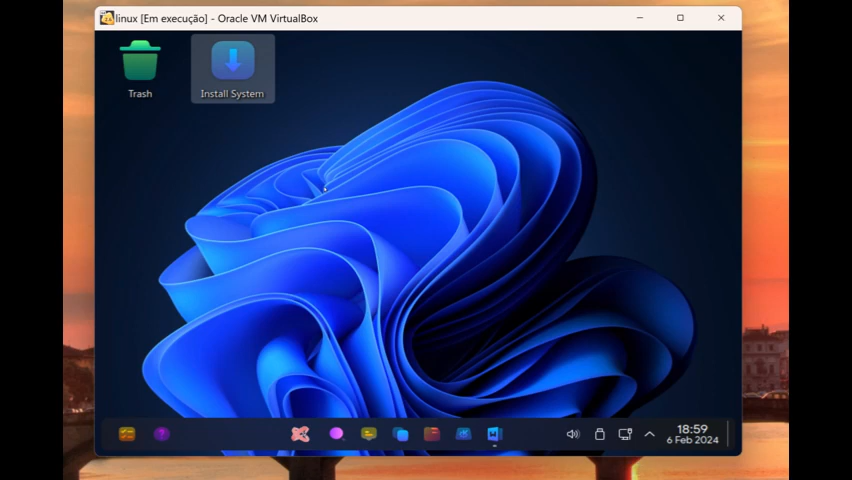 linux [Em execução] - Oracle VM VirtualBox
Trash
Install System
18:59
6 Feb 2024